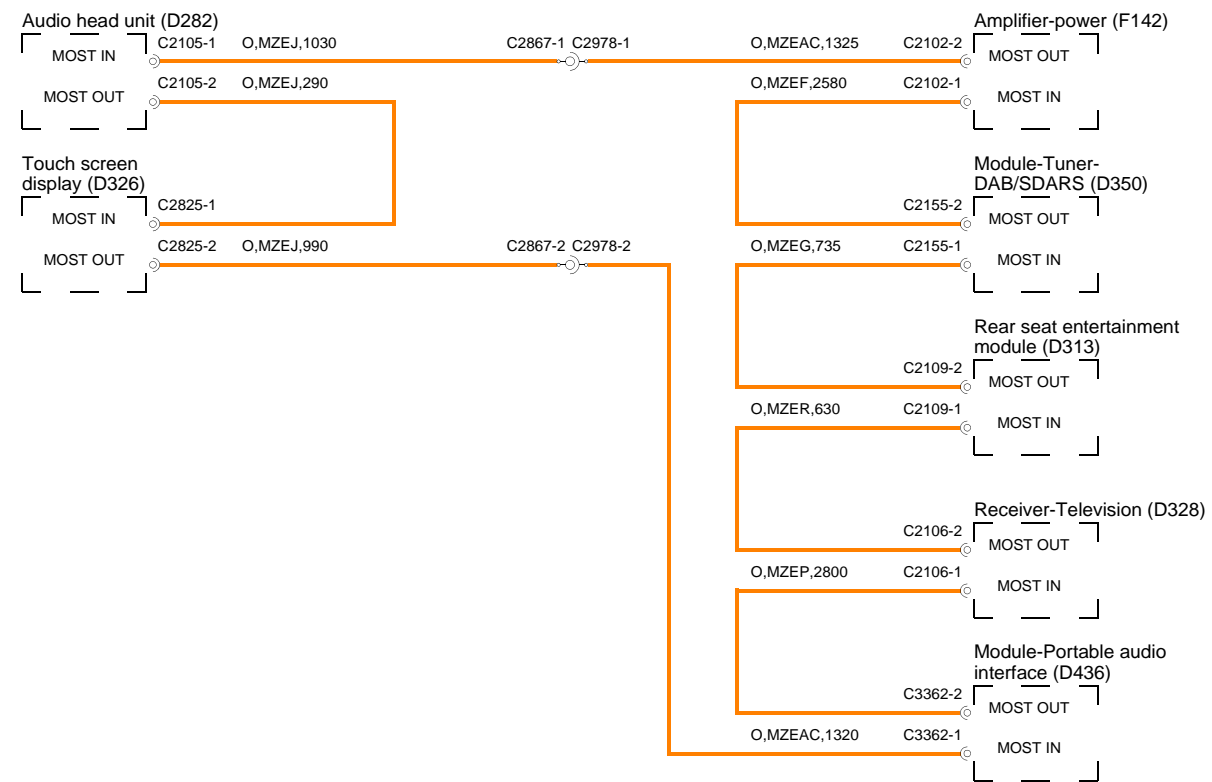 Audio head unit (D282)
MOST IN
C2105-1
O,MZEJ,1030
C2867-1 C2978-1
O,MZEAC,1325
C2102-2
Amplifier-power (F142)
MOST OUT
MOST OUT
C2105-2
O,MZEJ,290
O,MZEF,2580
C2102-1
MOST IN
Touch screen
display (D326)
MOST IN
C2825-1
Module-Tuner-
DAB/SDARS (D350)
C2155-2
MOST OUT
MOST OUT
C2825-2
O,MZEJ,990
C2867-2 C2978-2
O,MZEG,735
C2155-1
MOST IN
Rear seat entertainment
module (D313)
C2109-2
MOST OUT
O,MZER,630
C2109-1
MOST IN
Receiver-Television (D328)
C2106-2
MOST OUT
O,MZEP,2800
C2106-1
MOST IN
Module-Portable audio
interface (D436)
C3362-2
MOST OUT
O,MZEAC,1320
C3362-1
MOST IN